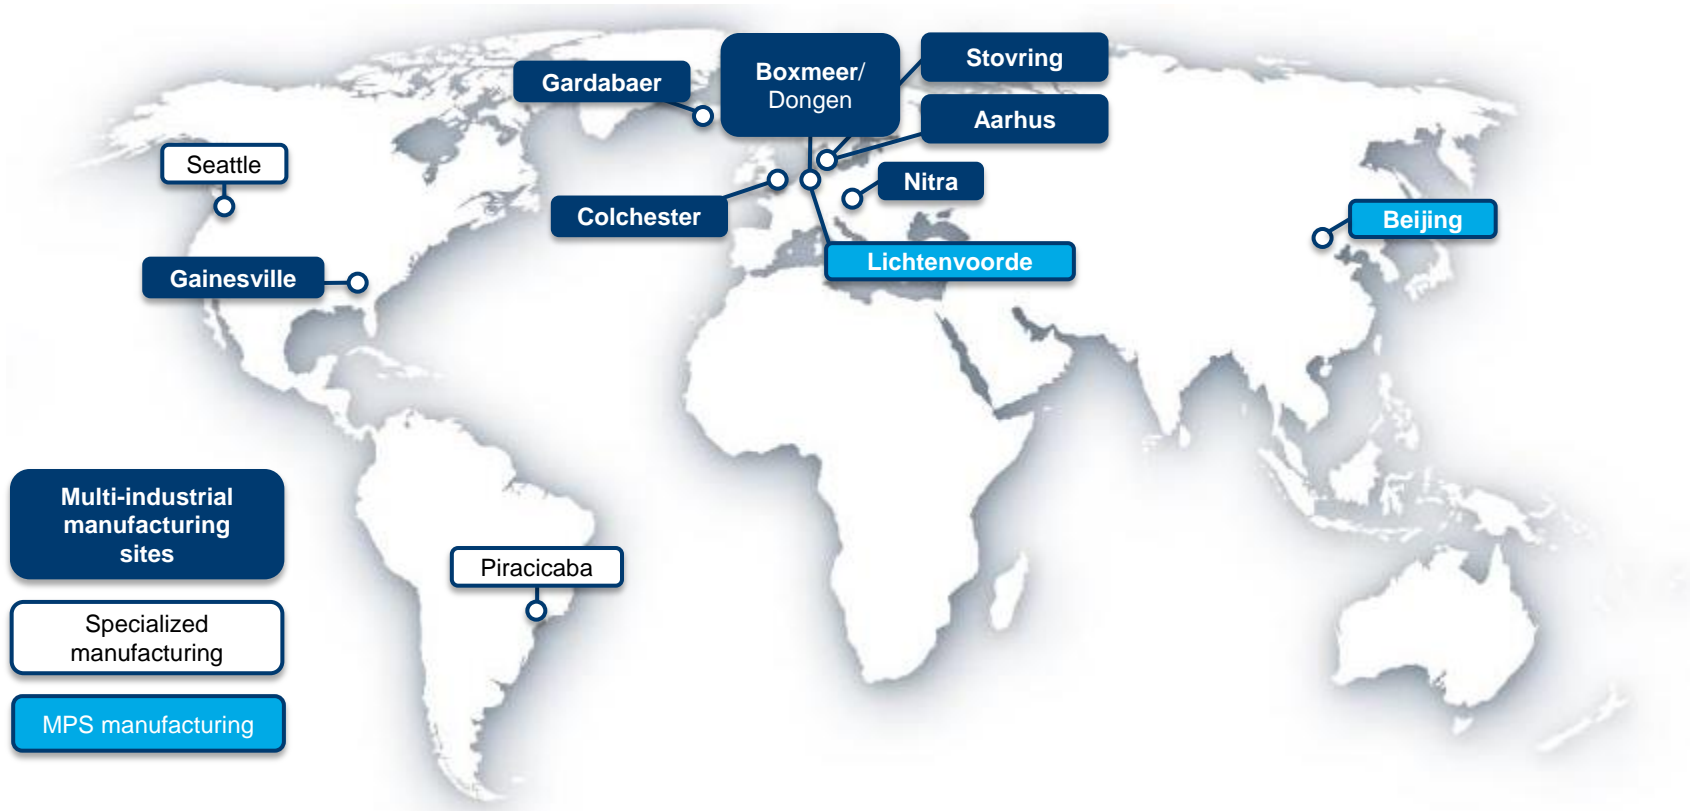 Stovring
Boxmeer/
Dongen
Gardabaer
Aarhus
Seattle
Nitra
Colchester
Beijing
Lichtenvoorde
Gainesville
Multi-industrial
manufacturing
sites
Piracicaba
Specialized
manufacturing
MPS manufacturing